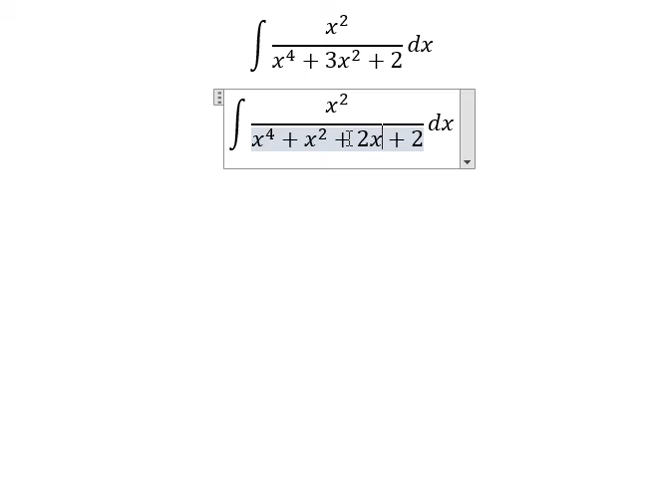 ∫ x² / (x⁴ + 3x² + 2) dx
∫ x² / (x⁴ + x² + 2x + 2) dx